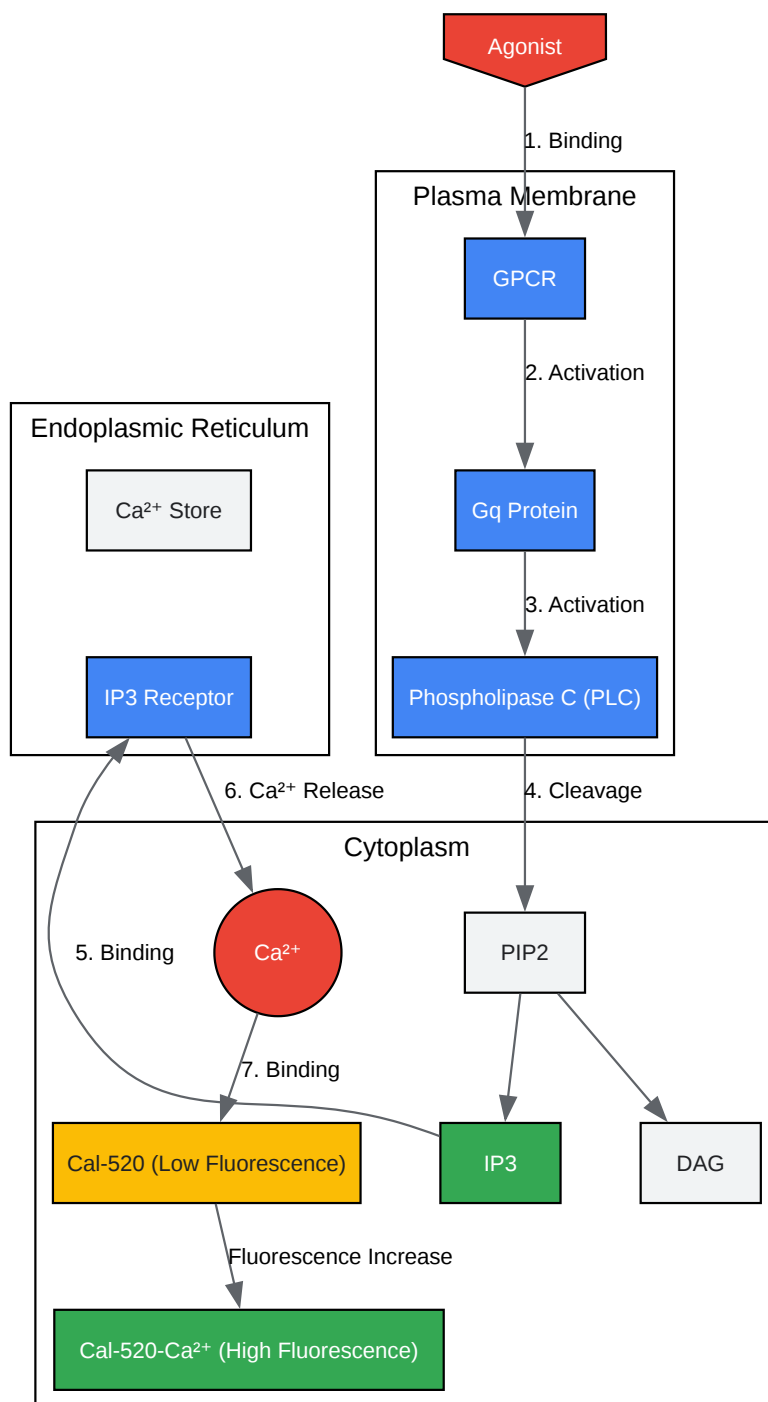 Agonist
1. Binding
Plasma Membrane
GPCR
2. Activation
Endoplasmic Reticulum
Ca²⁺ Store
Gq Protein
3. Activation
IP3 Receptor
Phospholipase C (PLC)
6. Ca²⁺ Release
4. Cleavage
Cytoplasm
5. Binding
Ca²⁺
PIP2
7. Binding
Cal-520 (Low Fluorescence)
IP3
DAG
Fluorescence Increase
Cal-520-Ca²⁺ (High Fluorescence)